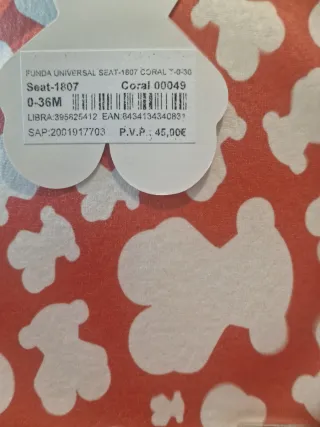 FUNDA UNIVERSAL SEAT-1807 CORAL T-0-36
Seat-1807 Coral 00049
0-36M
LIBRA:395625412 EAN:8434134340831
SAP:2001917703 P.V.P.: 45,00€